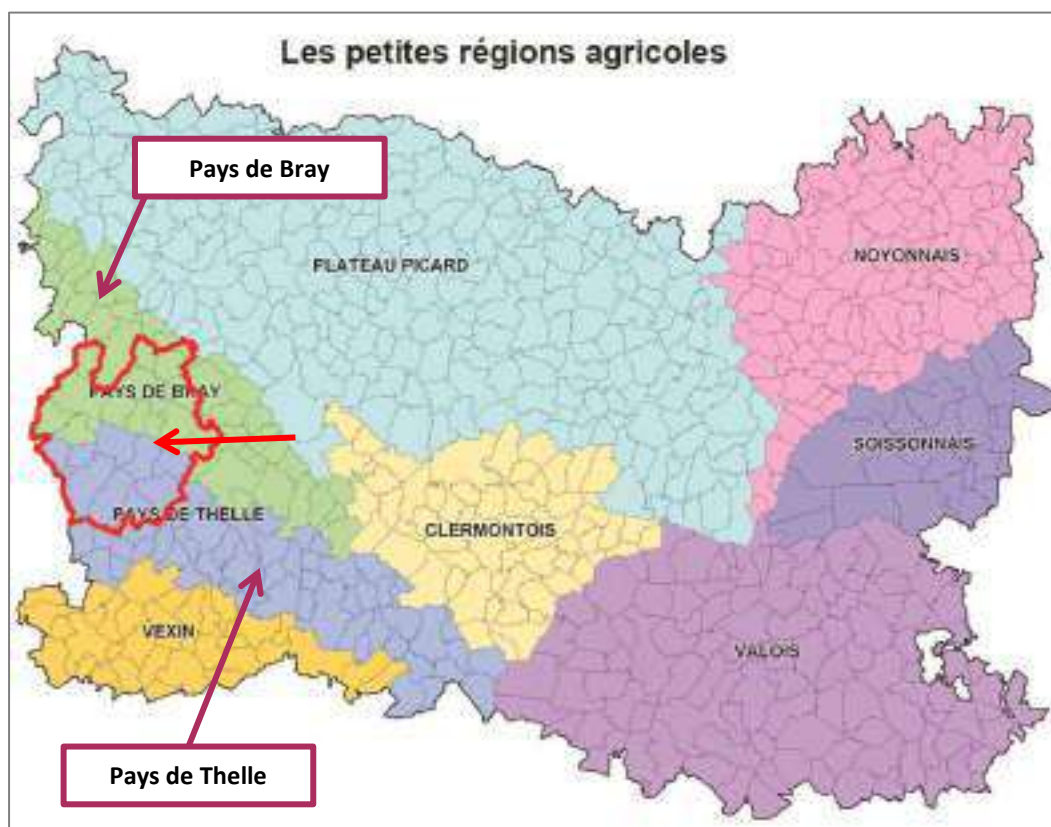 Les petites régions agricoles
Pays de Bray
PLATEAU PICARD
NOYONNAIS
PAYS DE BRAY
SOISSONNAIS
PAYS DE THELLE
CLERMONTOIS
VEXIN
VALOIS
Pays de Thelle